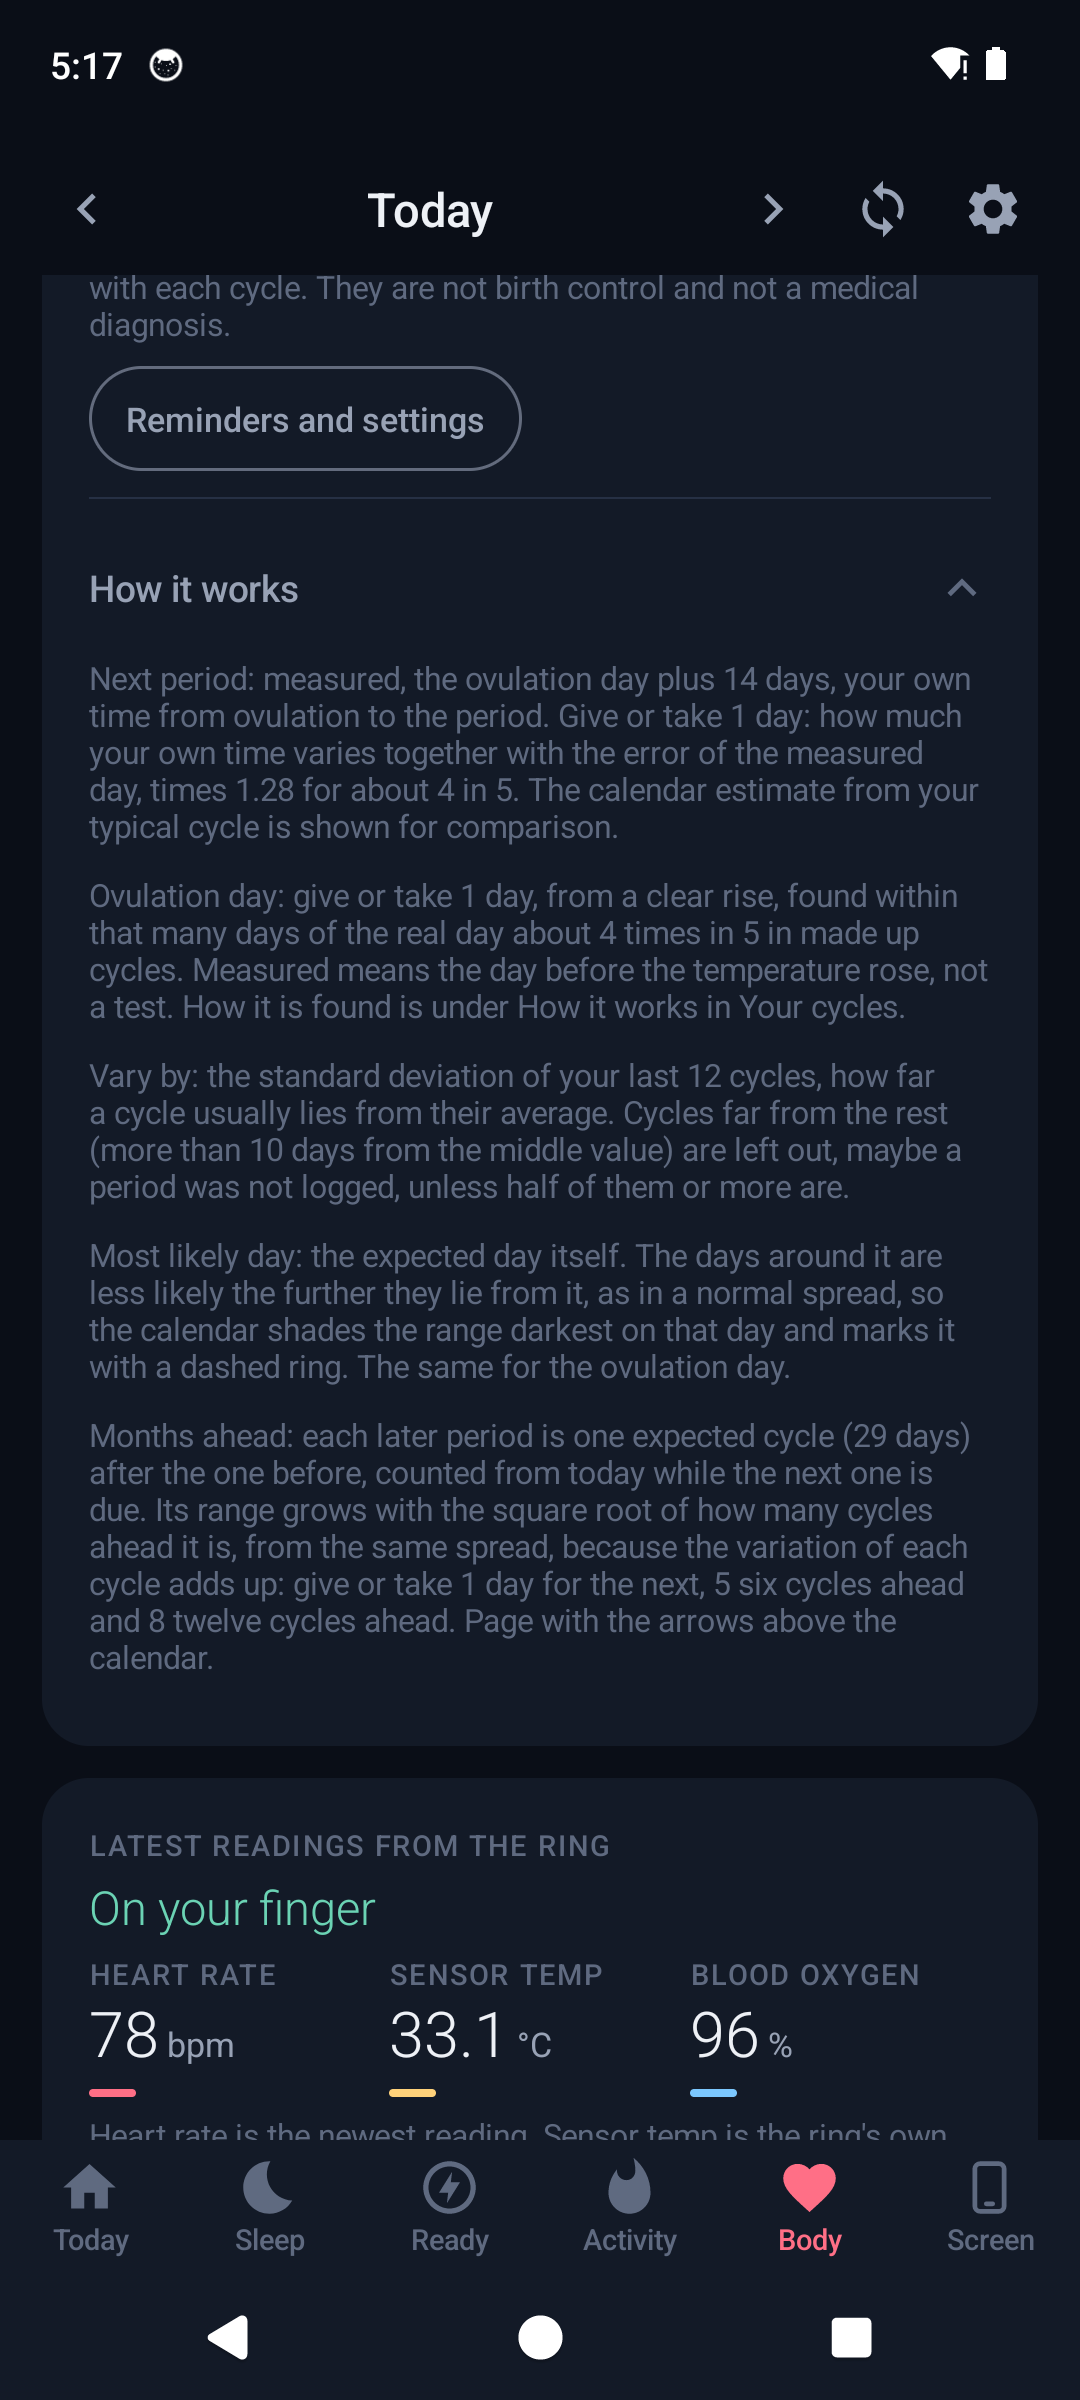 5:17
Today
with each cycle. They are not birth control and not a medical
diagnosis.
Reminders and settings
How it works
Next period: measured, the ovulation day plus 14 days, your own
time from ovulation to the period. Give or take 1 day: how much
your own time varies together with the error of the measured
day, times 1.28 for about 4 in 5. The calendar estimate from your
typical cycle is shown for comparison.
Ovulation day: give or take 1 day, from a clear rise, found within
that many days of the real day about 4 times in 5 in made up
cycles. Measured means the day before the temperature rose, not
a test. How it is found is under How it works in Your cycles.
Vary by: the standard deviation of your last 12 cycles, how far
a cycle usually lies from their average. Cycles far from the rest
(more than 10 days from the middle value) are left out, maybe a
period was not logged, unless half of them or more are.
Most likely day: the expected day itself. The days around it are
less likely the further they lie from it, as in a normal spread, so
the calendar shades the range darkest on that day and marks it
with a dashed ring. The same for the ovulation day.
Months ahead: each later period is one expected cycle (29 days)
after the one before, counted from today while the next one is
due. Its range grows with the square root of how many cycles
ahead it is, from the same spread, because the variation of each
cycle adds up: give or take 1 day for the next, 5 six cycles ahead
and 8 twelve cycles ahead. Page with the arrows above the
calendar.
LATEST READINGS FROM THE RING
On your finger
HEART RATE SENSOR TEMP BLOOD OXYGEN
78 bpm 33.1 °C 96 %
Heart rate is the newest reading. Sensor temp is the ring's own
Today Sleep Ready Activity Body Screen